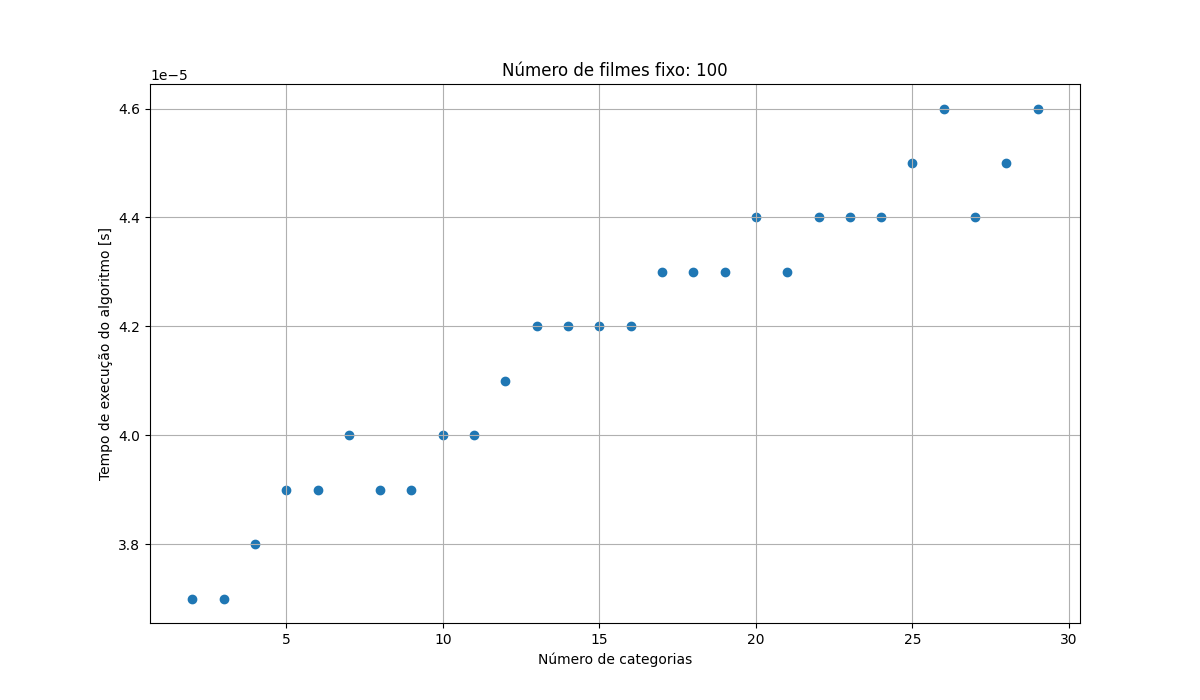 Número de filmes fixo: 100
1e−5
4.6
4.4
4.2
4.0
3.8
Tempo de execução do algoritmo [s]
5 10 15 20 25 30
Número de categorias